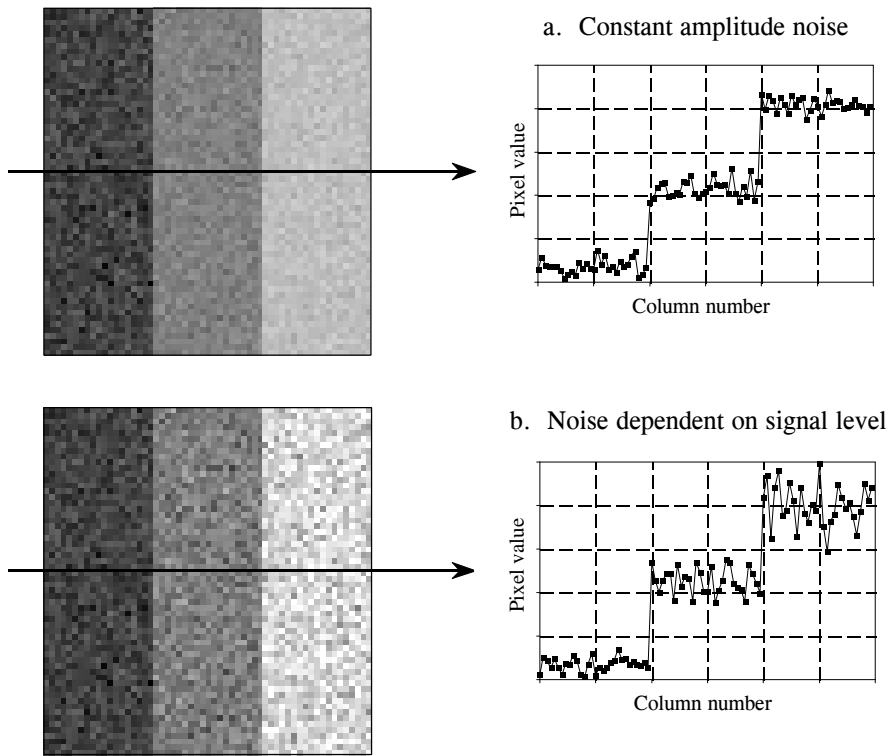 a. Constant amplitude noise
Pixel value
Column number
b. Noise dependent on signal level
Pixel value
Column number